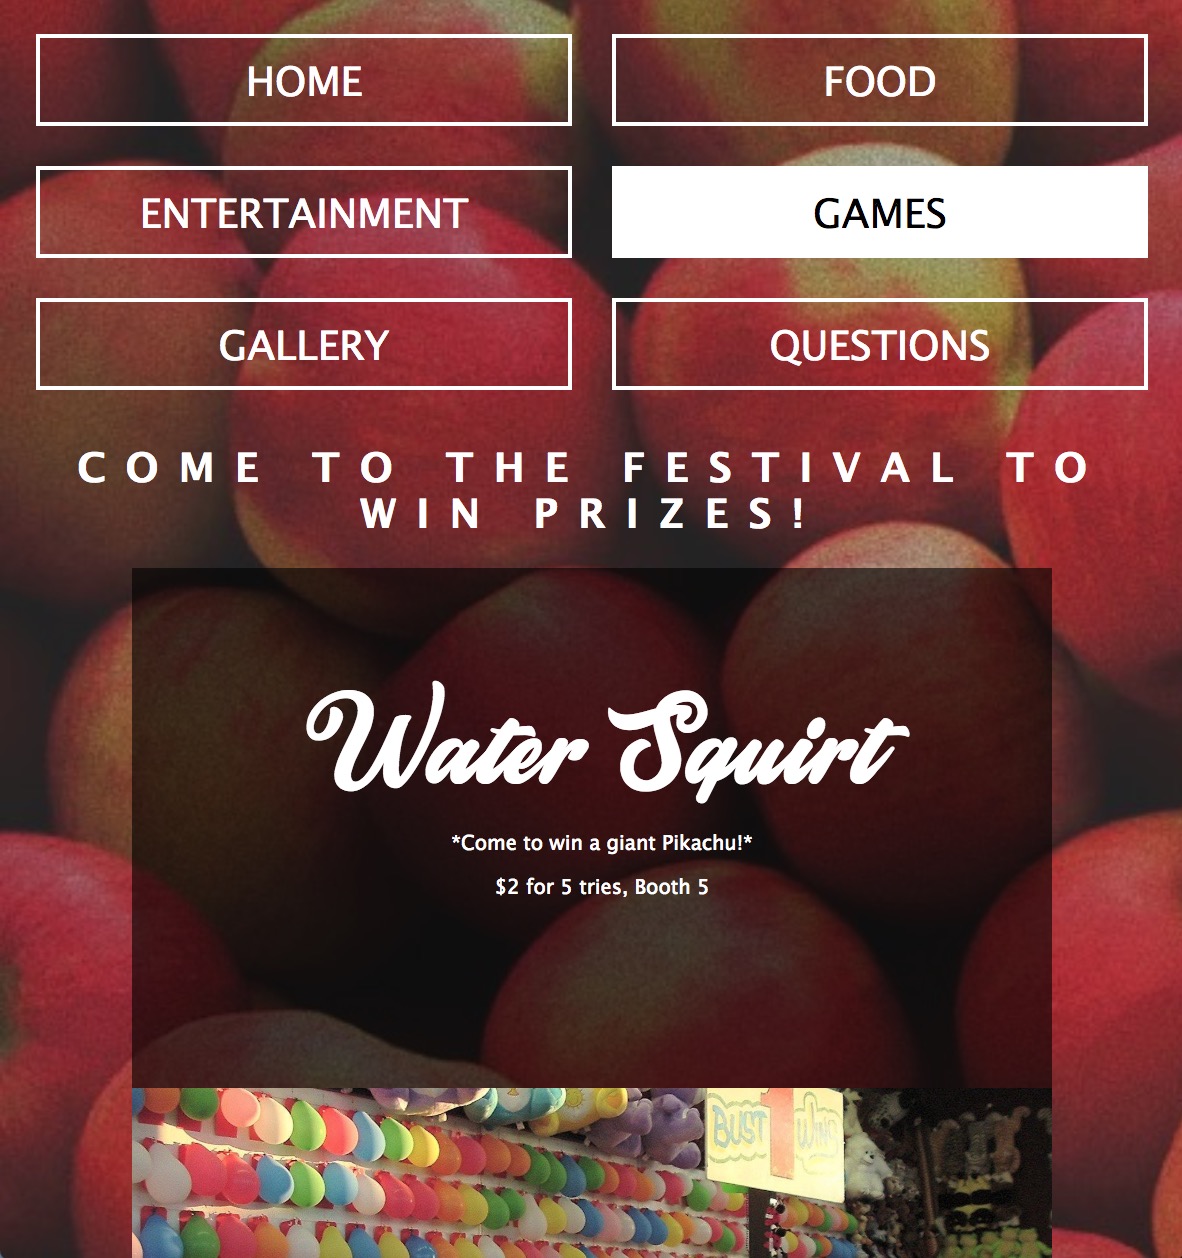 HOME
FOOD
ENTERTAINMENT
GAMES
GALLERY
QUESTIONS
COME TO THE FESTIVAL TO
WIN PRIZES!
Water Squirt
*Come to win a giant Pikachu!*
$2 for 5 tries, Booth 5
BUST 1 WINS